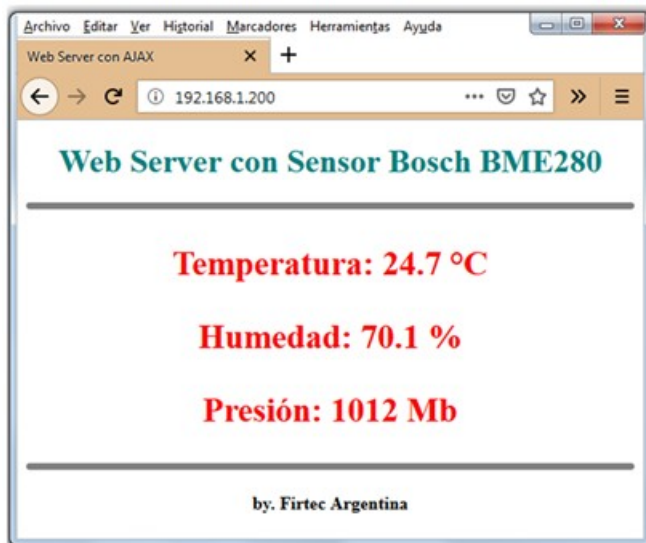 Archivo Editar Ver Historial Marcadores Herramientas Ayuda
Web Server con AJAX
192.168.1.200
Web Server con Sensor Bosch BME280
Temperatura: 24.7 °C
Humedad: 70.1 %
Presión: 1012 Mb
by. Firtec Argentina